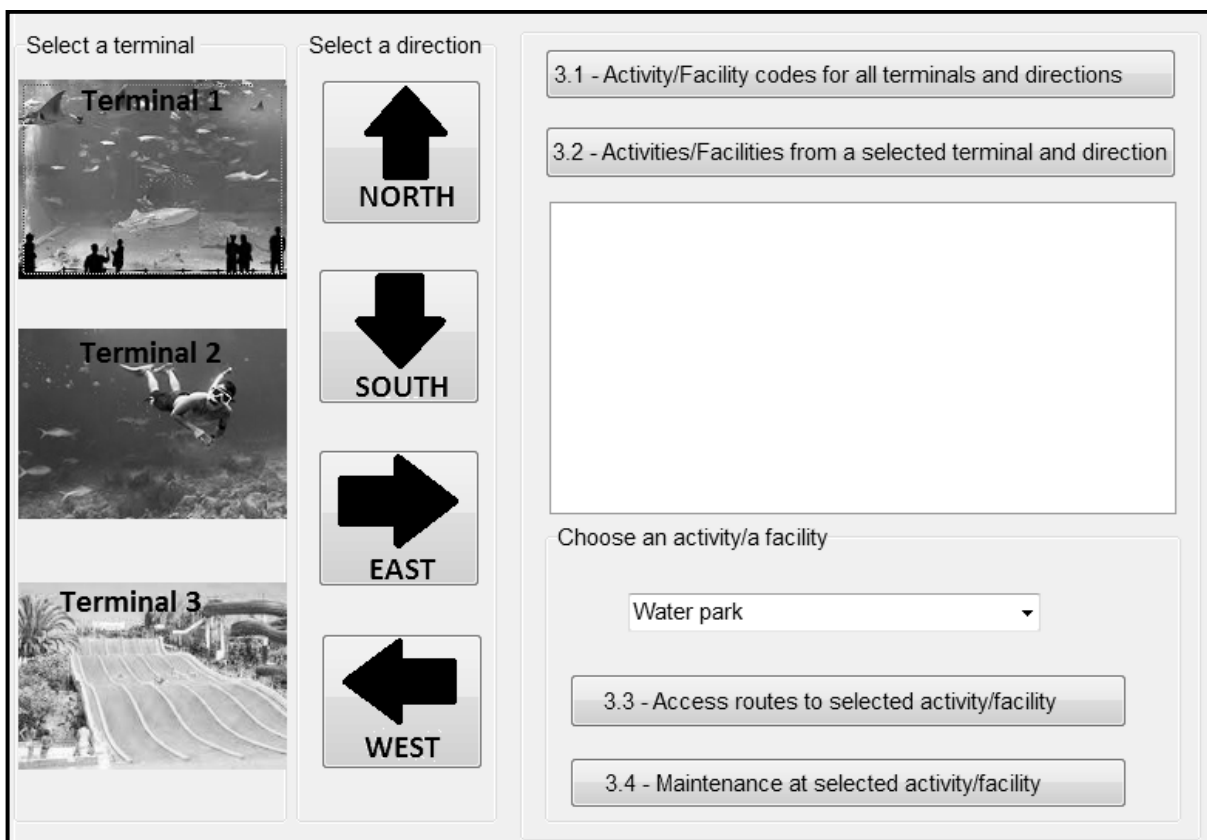 Select a terminal
Terminal 1
Terminal 2
Terminal 3
Select a direction
NORTH
SOUTH
EAST
WEST
3.1 - Activity/Facility codes for all terminals and directions
3.2 - Activities/Facilities from a selected terminal and direction
Choose an activity/a facility
Water park
3.3 - Access routes to selected activity/facility
3.4 - Maintenance at selected activity/facility